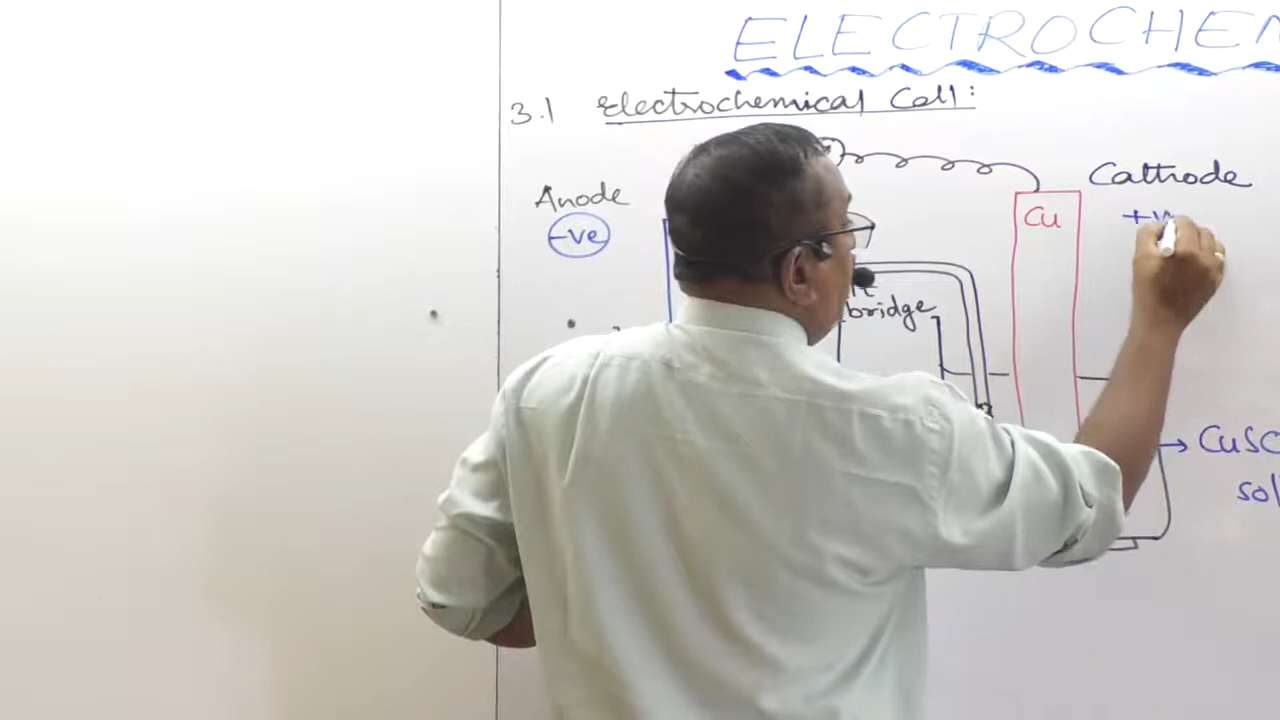 ELECTROCHEM
3.1 Electrochemical Cell:
Anode
-ve
Cathode
+v
Cu
bridge
CuSO
sol